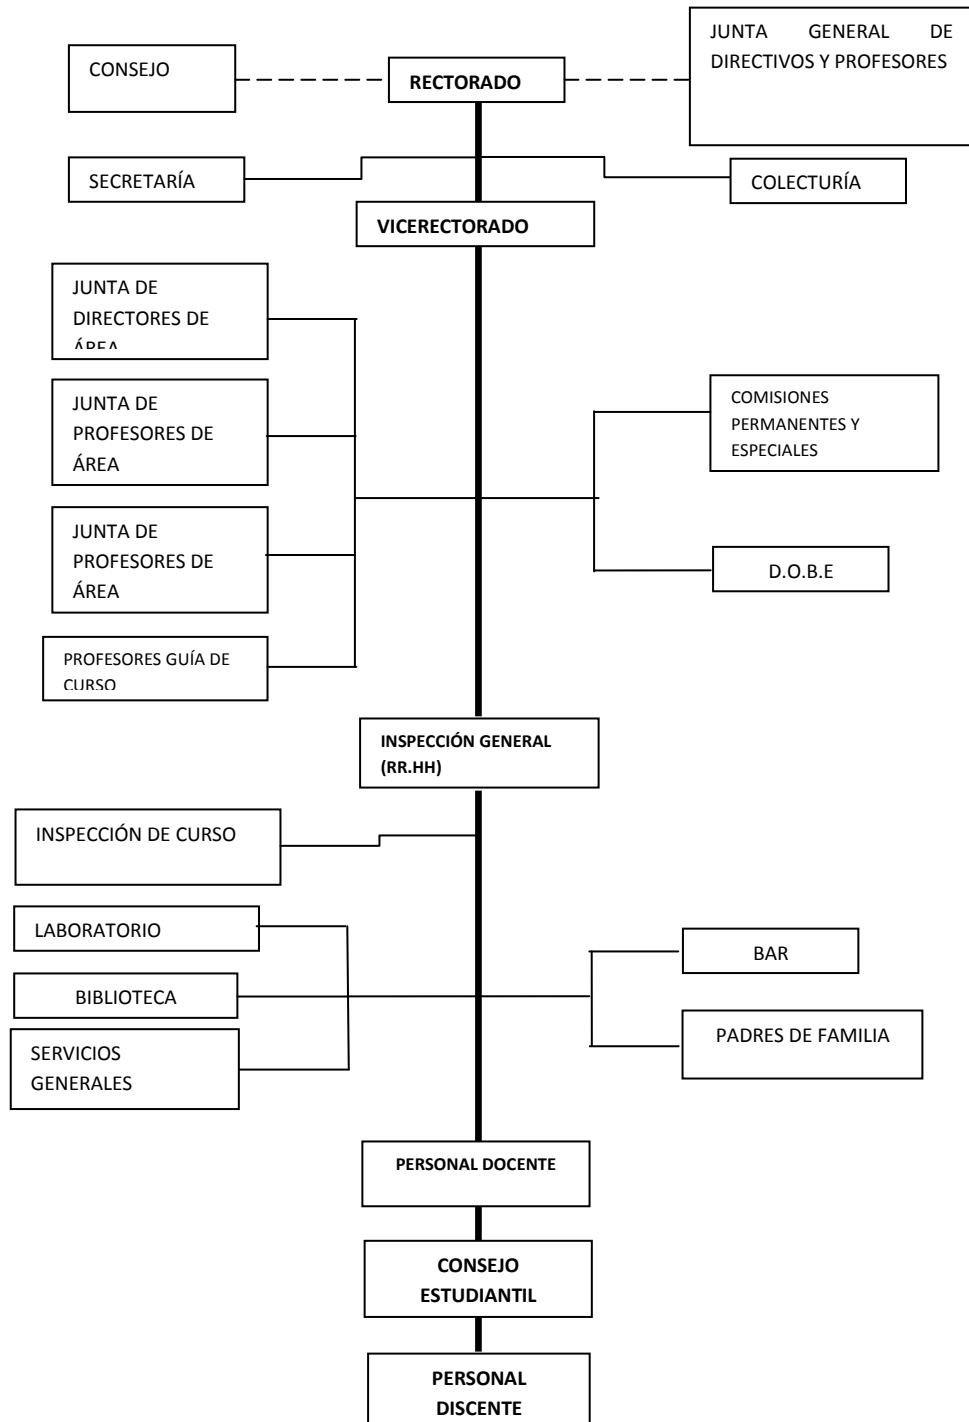 CONSEJO
RECTORADO
JUNTA GENERAL DE
DIRECTIVOS Y PROFESORES
SECRETARÍA
COLECTURÍA
VICERECTORADO
JUNTA DE
DIRECTORES DE
ÁREA
JUNTA DE
PROFESORES DE
ÁREA
COMISIONES
PERMANENTES Y
ESPECIALES
JUNTA DE
PROFESORES DE
ÁREA
D.O.B.E
PROFESORES GUÍA DE
CURSO
INSPECCIÓN GENERAL
(RR.HH)
INSPECCIÓN DE CURSO
LABORATORIO
BAR
BIBLIOTECA
PADRES DE FAMILIA
SERVICIOS
GENERALES
PERSONAL DOCENTE
CONSEJO
ESTUDIANTIL
PERSONAL
DISCENTE